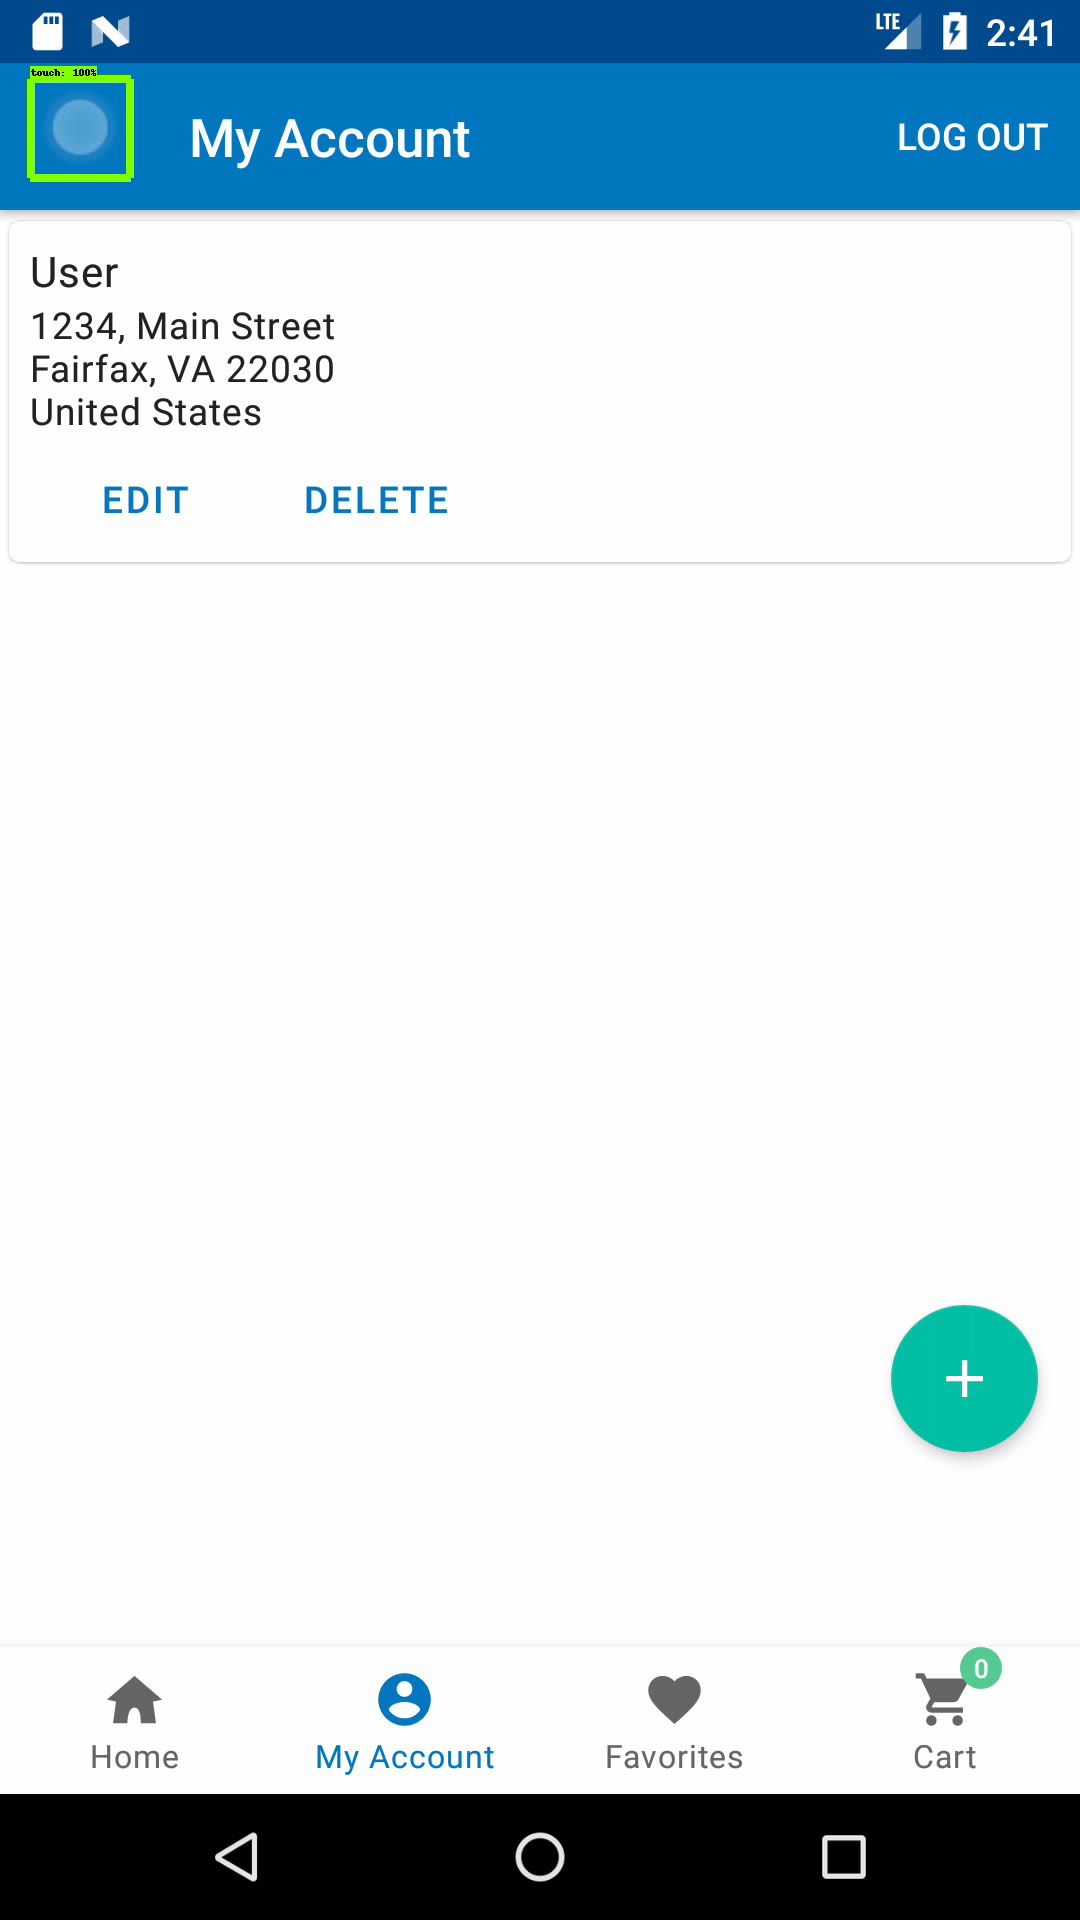 LTE 2:41
touch: 100%
My Account
LOG OUT
User
1234, Main Street
Fairfax, VA 22030
United States
EDIT DELETE
0
Home My Account Favorites Cart